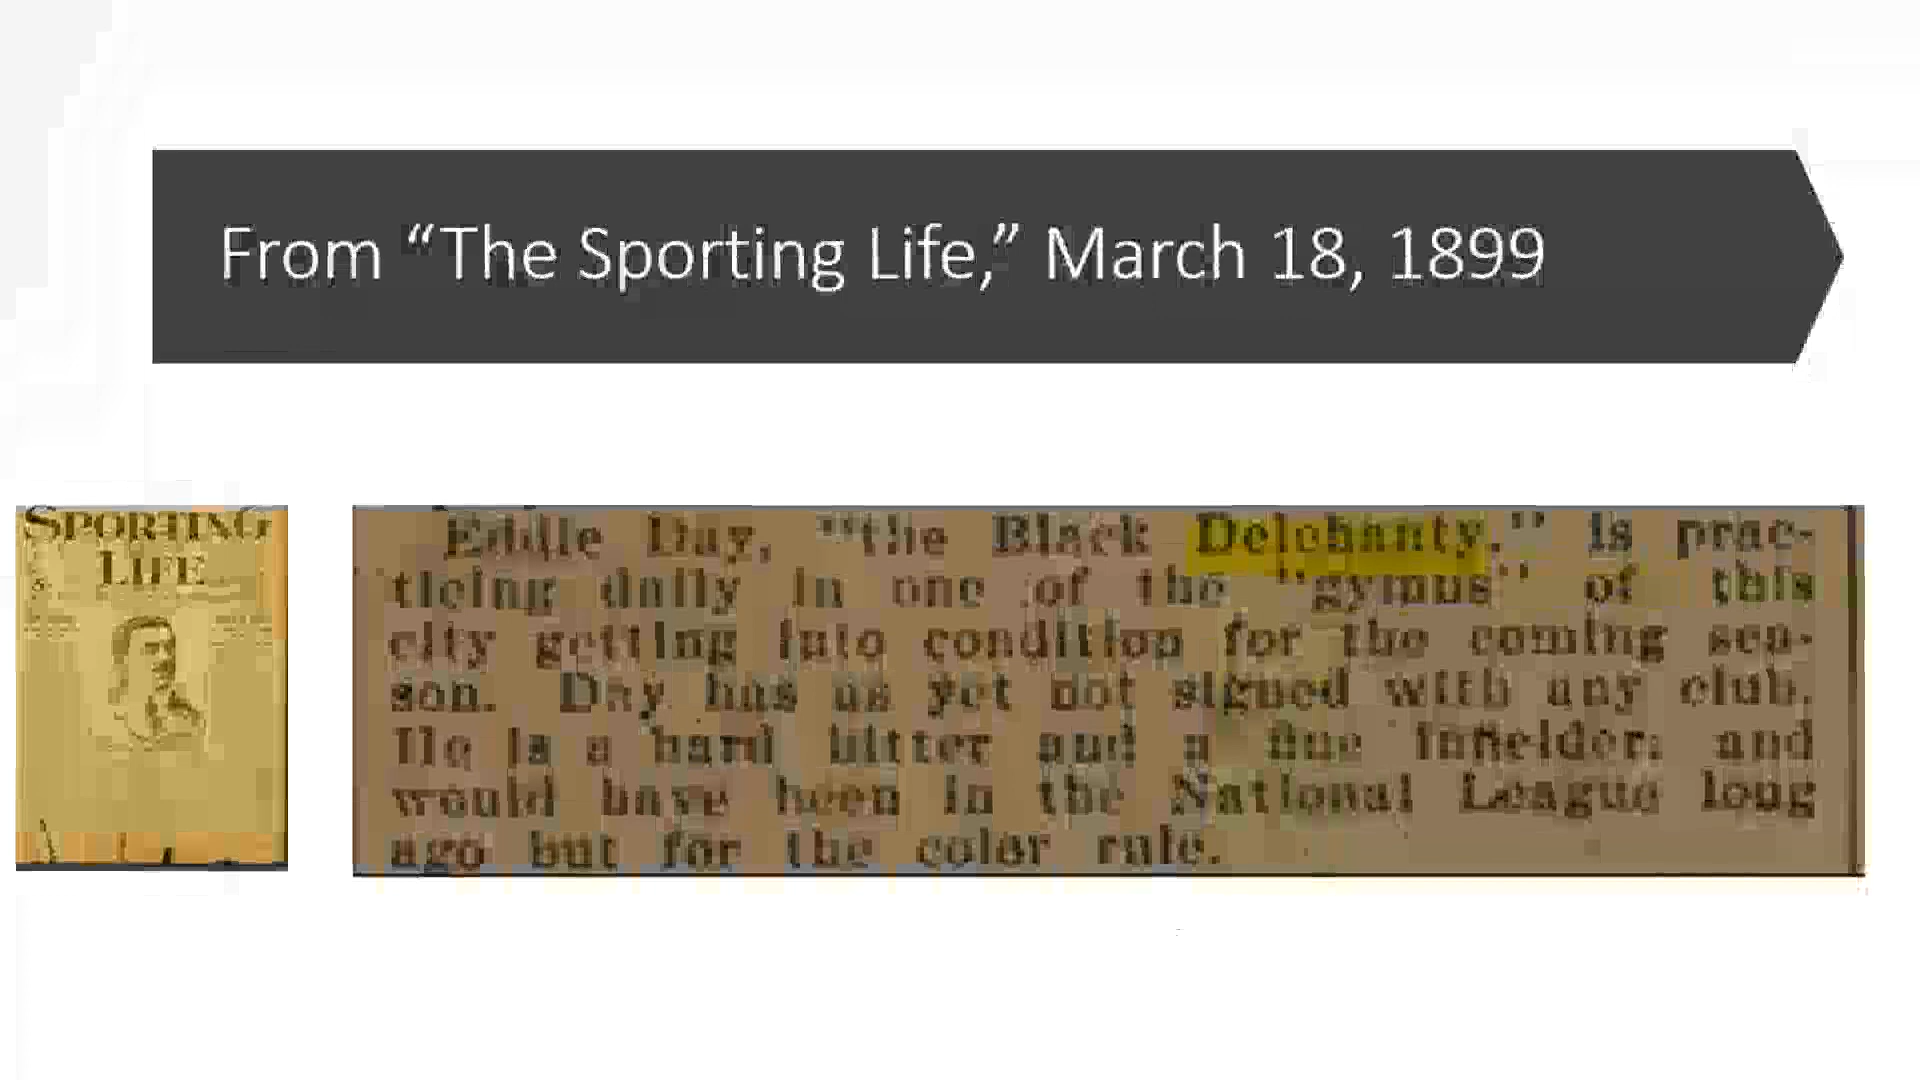 From “The Sporting Life,” March 18, 1899
SPORTING
LIFE
Eddie Day, "the Black Delehanty," is prac-
ticing daily in one of the "gymns" of this
city getting into condition for the coming sea-
son. Day has as yet not signed with any club.
He is a hard hitter and a fine infielder, and
would have been in the National League long
ago but for the color rule.